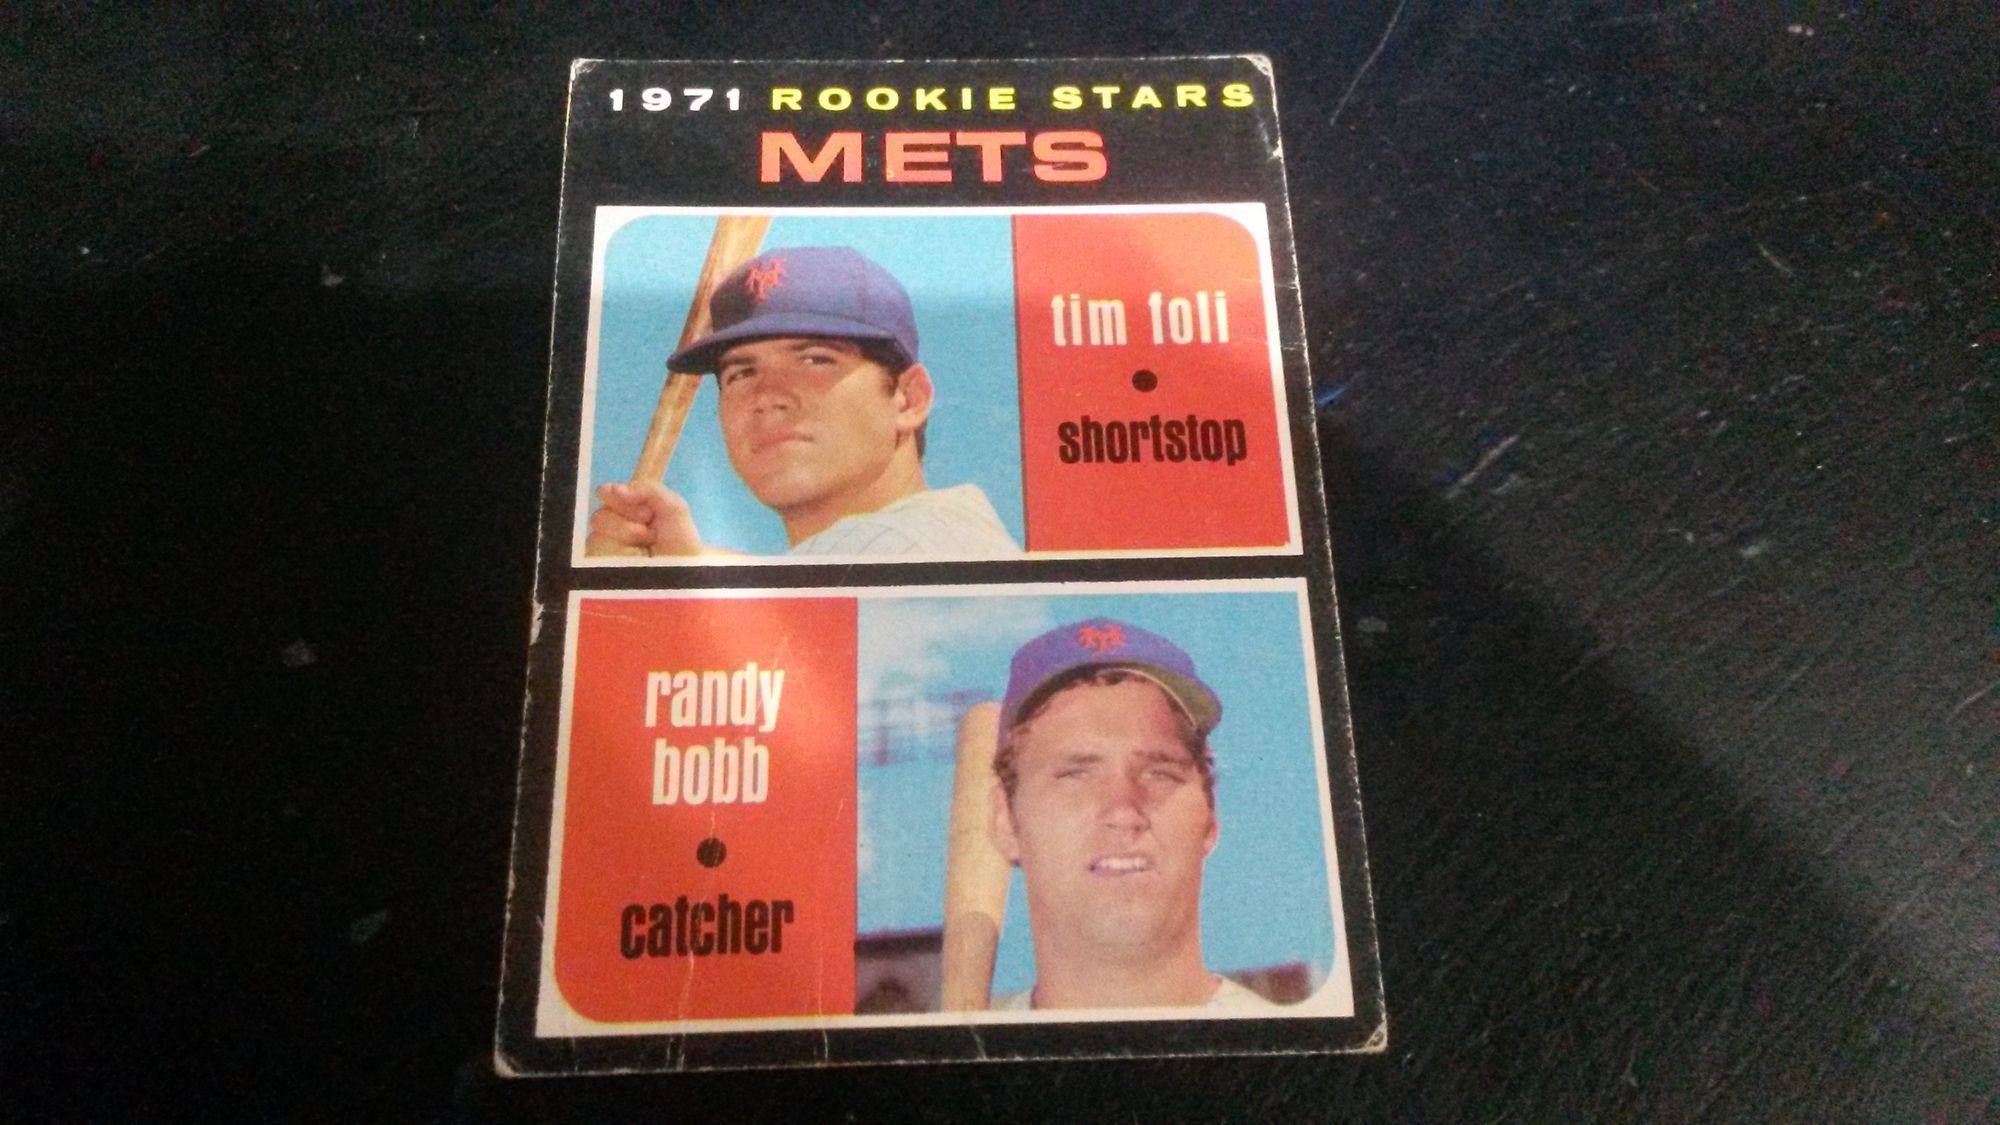 1971 ROOKIE STARS
METS
tim foli
shortstop
randy
bobb
catcher